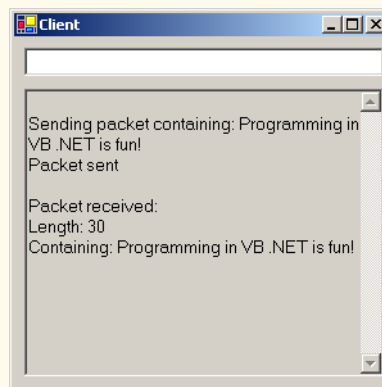 Client
Sending packet containing: Programming in
VB .NET is fun!
Packet sent
Packet received:
Length: 30
Containing: Programming in VB .NET is fun!